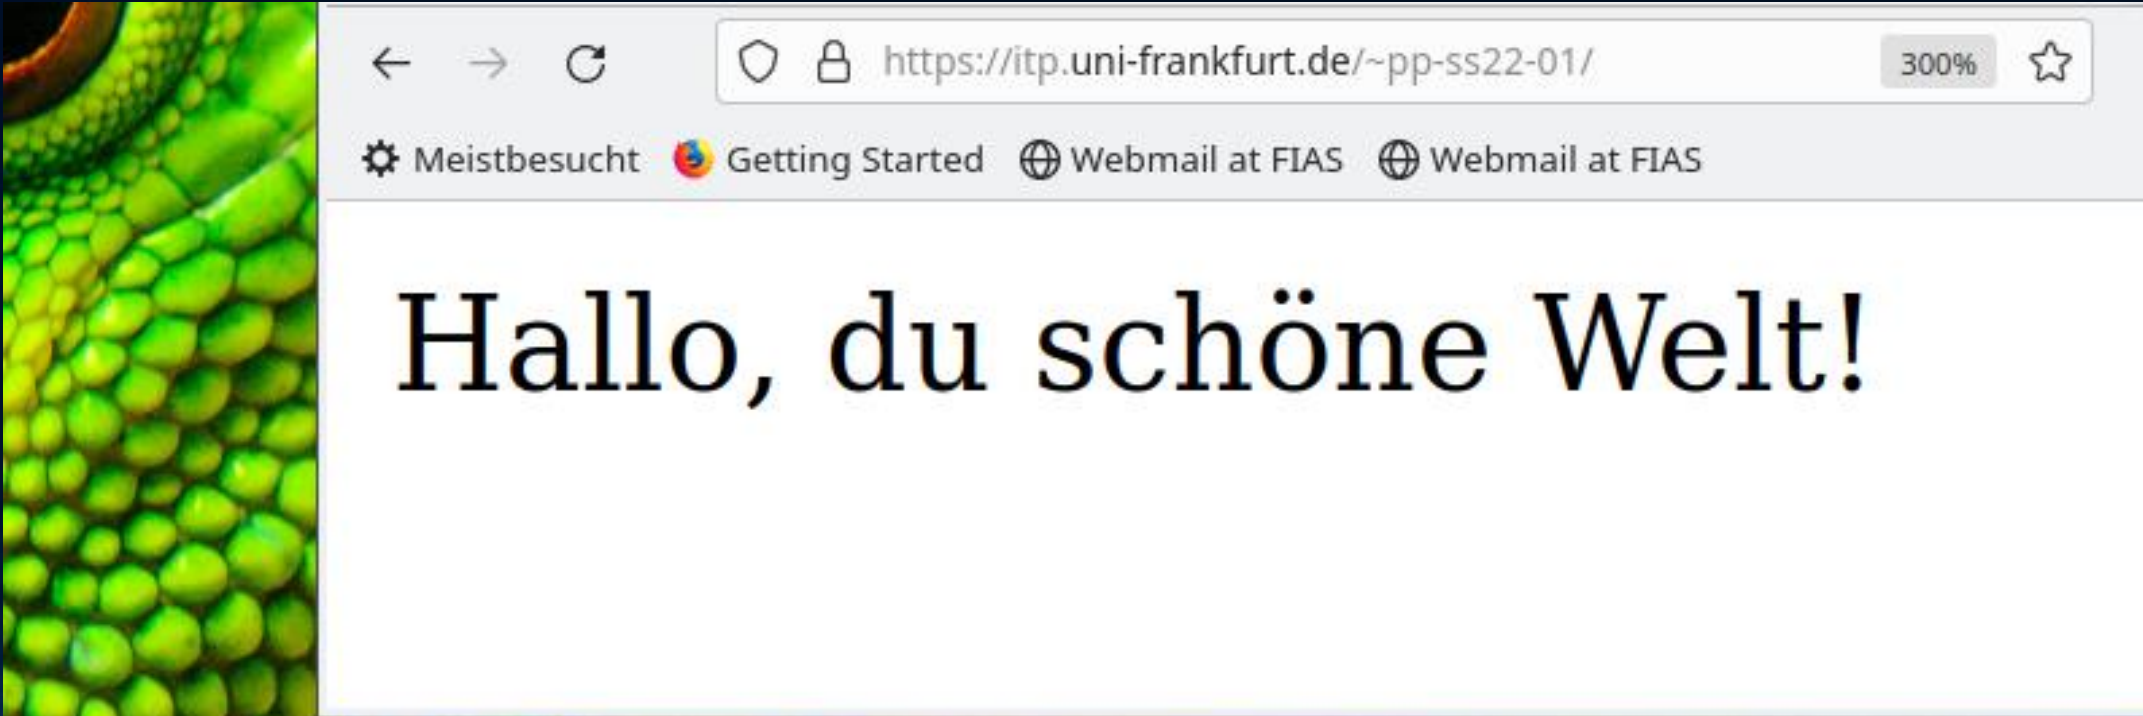 https://itp.uni-frankfurt.de/~pp-ss22-01/ 300%
Meistbesucht Getting Started Webmail at FIAS Webmail at FIAS
Hallo, du schöne Welt!